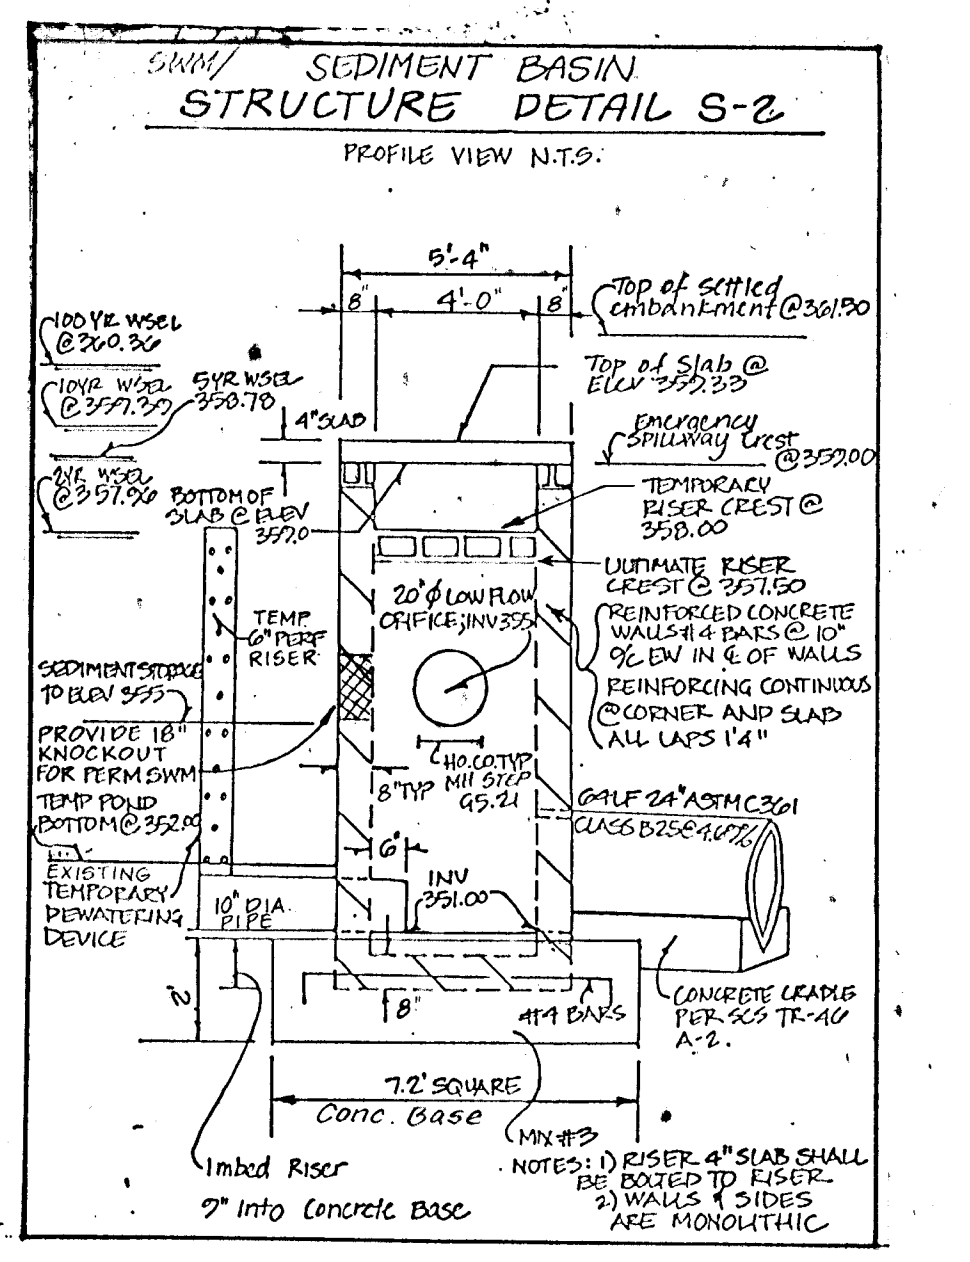 SWM/ SEDIMENT BASIN
STRUCTURE DETAIL S-2
PROFILE VIEW N.T.S.
5'-4"
8" 4'-0" 8"
Top of settled
embankment @ 361.50
100 YR WSEL
@ 360.36
10YR WSEL
@ 359.39
5YR WSEL
358.78
2YR WSEL
@ 357.96
4" SLAB
BOTTOM OF
SLAB @ ELEV
359.0
Top of Slab @
ELEV 359.33
Emergency
Spillway Crest
@ 359.00
TEMPORARY
RISER CREST @
358.00
ULTIMATE RISER
CREST @ 357.50
REINFORCED CONCRETE
WALLS #4 BARS @ 10"
O/C EW IN ℄ OF WALLS
REINFORCING CONTINUOUS
@ CORNER AND SLAB
ALL LAPS 1'4"
20"Ø LOW FLOW
ORIFICE; INV 355
TEMP
6" PERF
RISER
SEDIMENT STORAGE
TO ELEV 355
PROVIDE 18"
KNOCKOUT
FOR PERM SWM
TEMP POND
BOTTOM @ 352.00
EXISTING
TEMPORARY
DEWATERING
DEVICE
8" TYP
HO. CO. TYP
MH STEP
G5.21
64LF 24" ASTM C361
CLASS B25 @
6"
INV
351.00
10" DIA.
PIPE
2'
8"
#4 BARS
CONCRETE CRADLE
PER SCS TR-46
A-2.
7.2' SQUARE
Conc. Base
MIX #3
Imbed Riser
9" Into Concrete Base
NOTES: 1) RISER 4" SLAB SHALL
BE BOLTED TO RISER
2) WALLS & SIDES
ARE MONOLITHIC